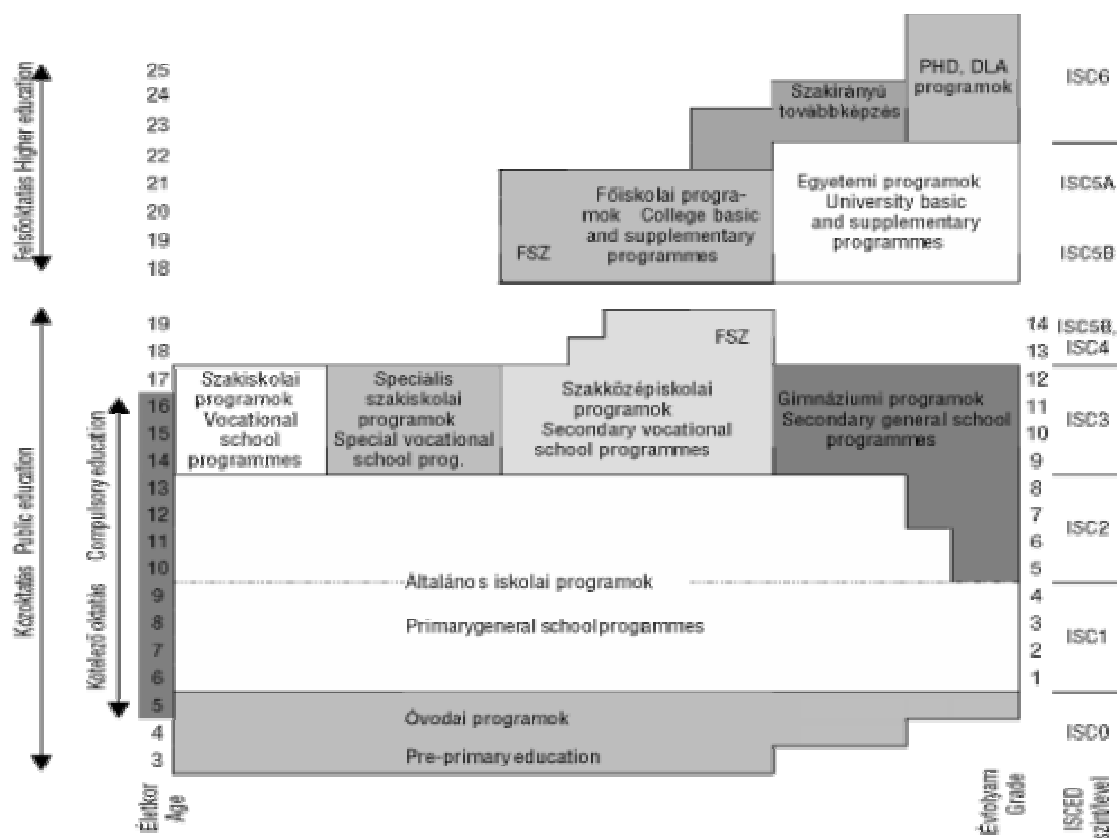 Felsőoktatás Higher education
25
24
23
22
21
20
19
18
PHD, DLA
programok
Szakirányú
továbbképzés
Főiskolai progra-
mok College basic
and supplementary
programmes
FSZ
Egyetemi programok
University basic
and supplementary
programmes
ISC6
ISC5A
ISC5B
Közoktatás Public education
Kötelező oktatás Compulsory education
19
18
17
16
15
14
13
12
11
10
9
8
7
6
5
4
3
FSZ
Szakiskolai
programok
Vocational
school
programmes
Speciális
szakiskolai
programok
Special vocational
school prog.
Szakközépiskolai
programok
Secondary vocational
school programmes
Gimnáziumi programok
Secondary general school
programmes
Általános iskolai programok
Primarygeneral school programmes
Óvodai programok
Pre-primary education
14
13
12
11
10
9
8
7
6
5
4
3
2
1
ISC5B,
ISC4
ISC3
ISC2
ISC1
ISC0
Életkor
Age
Évfolyam
Grade
ISCED
szint/level